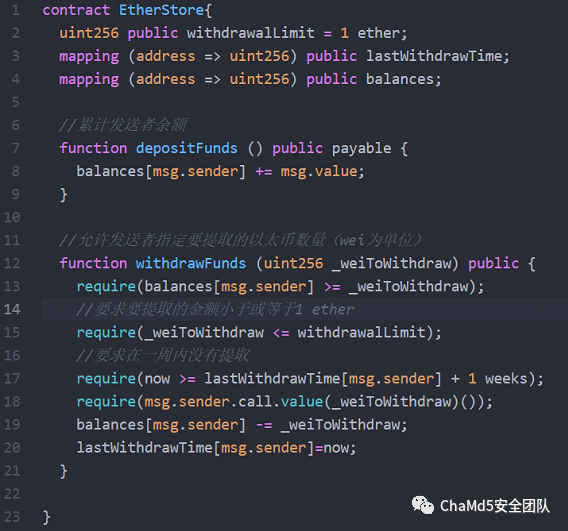 1 contract EtherStore{
2 uint256 public withdrawalLimit = 1 ether;
3 mapping (address => uint256) public lastWithdrawTime;
4 mapping (address => uint256) public balances;
5
6 //累计发送者余额
7 function depositFunds () public payable {
8 balances[msg.sender] += msg.value;
9 }
10
11 //允许发送者指定要提取的以太币数量（wei为单位）
12 function withdrawFunds (uint256 _weiToWithdraw) public {
13 require(balances[msg.sender] >= _weiToWithdraw);
14 //要求要提取的金额小于或等于1 ether
15 require(_weiToWithdraw <= withdrawalLimit);
16 //要求在一周内没有提取
17 require(now >= lastWithdrawTime[msg.sender] + 1 weeks);
18 require(msg.sender.call.value(_weiToWithdraw)());
19 balances[msg.sender] -= _weiToWithdraw;
20 lastWithdrawTime[msg.sender]=now;
21 }
22
23 }
ChaMd5安全团队